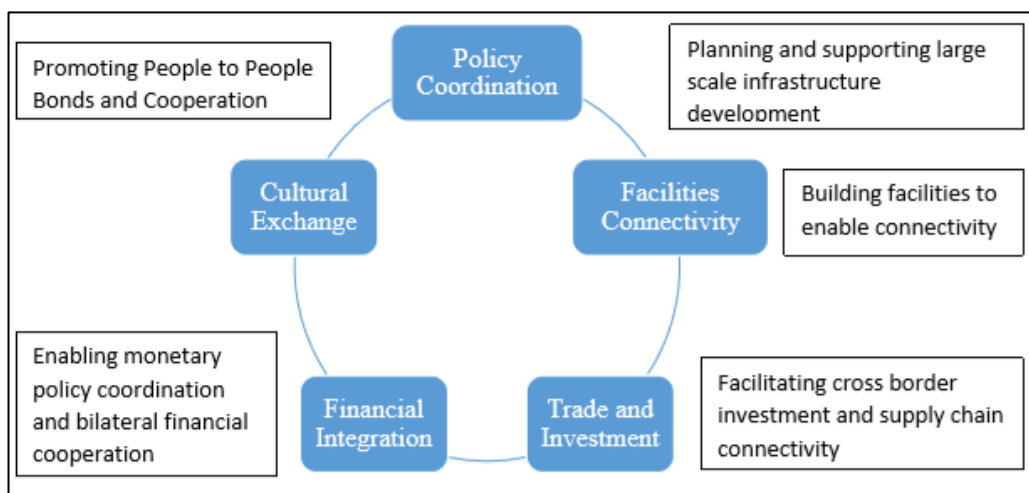 Promoting People to People
Bonds and Cooperation
Policy
Coordination
Planning and supporting large
scale infrastructure
development
Cultural
Exchange
Facilities
Connectivity
Building facilities to
enable connectivity
Enabling monetary
policy coordination
and bilateral financial
cooperation
Financial
Integration
Trade and
Investment
Facilitating cross border
investment and supply chain
connectivity